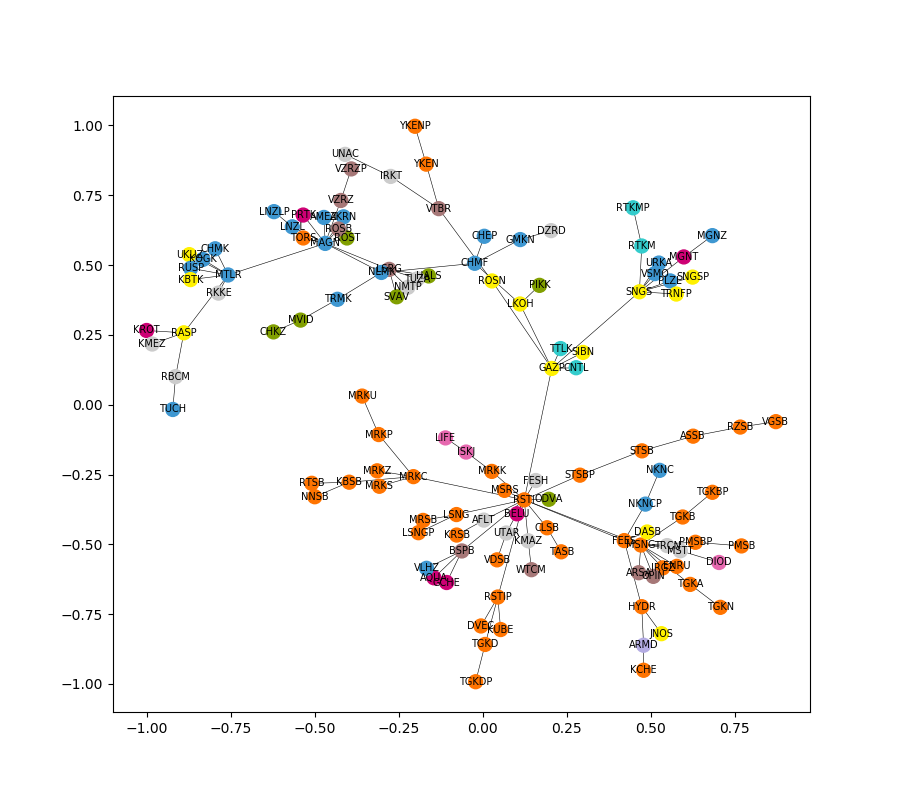 1.00
0.75
0.50
0.25
0.00
−0.25
−0.50
−0.75
−1.00
YKENP
UNAC
YKEN
VZRZP
IRKT
VZRZ
VTBR
LNZLP
LNZL
TORS
MAGN
ROSB
ROST
CHEP
GMKN
DZRD
CHMF
RTKMP
RTKM
MGNZ
MGNT
URKA
VSMO
SNGS
SNGSP
TRNFP
CHMK
RUSP
KBTK
MTLR
RKKE
NLMK
NMTP
SVAV
ROSN
LKOH
PIKK
TRMK
MVID
CHKZ
KROT
KMEZ
RASP
RBCM
TUCH
TTLK
SIBN
GAZP
CNTL
MRKU
MRKP
LIFE
ISKJ
MRKZ
MRKC
MRKS
KBSB
RTSB
NNSB
MRKK
MSRS
FESH
STSBP
STSB
ASSB
RZSB
VGSB
NKNC
NKNCP
TGKBP
TGKB
LSNG
MRSB
LSNGP
KRSB
AFLT
BELU
UTAR
KMAZ
CLSB
TASB
BSPB
VLHZ
VDSB
WTCM
RSTIP
DVEC
KUBE
TGKD
TGKDP
FEES
DASB
MSTT
PMSBP
PMSB
DIOD
TGKA
TGKN
HYDR
JNOS
ARMD
KCHE
−1.00 −0.75 −0.50 −0.25 0.00 0.25 0.50 0.75